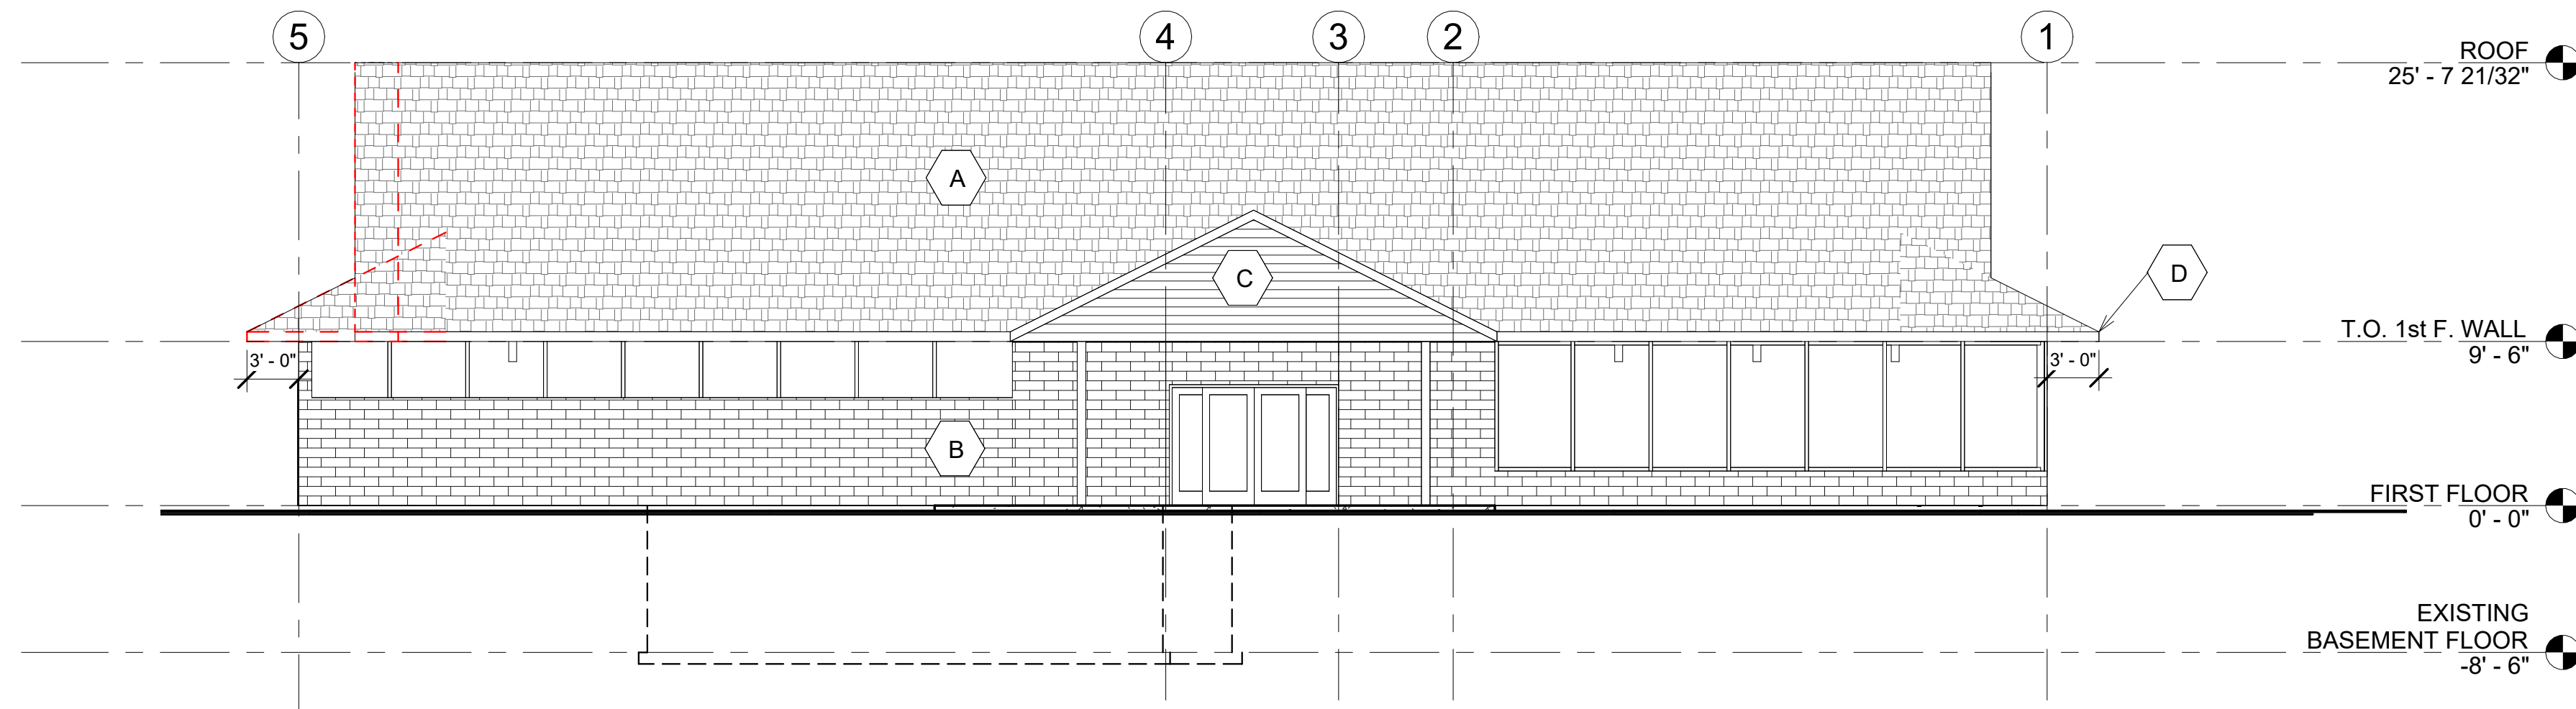 5 4 3 2 1
ROOF
25' - 7 21/32"
A
C
D
T.O. 1st F. WALL
9' - 6"
3' - 0"
3' - 0"
B
FIRST FLOOR
0' - 0"
EXISTING
BASEMENT FLOOR
-8' - 6"